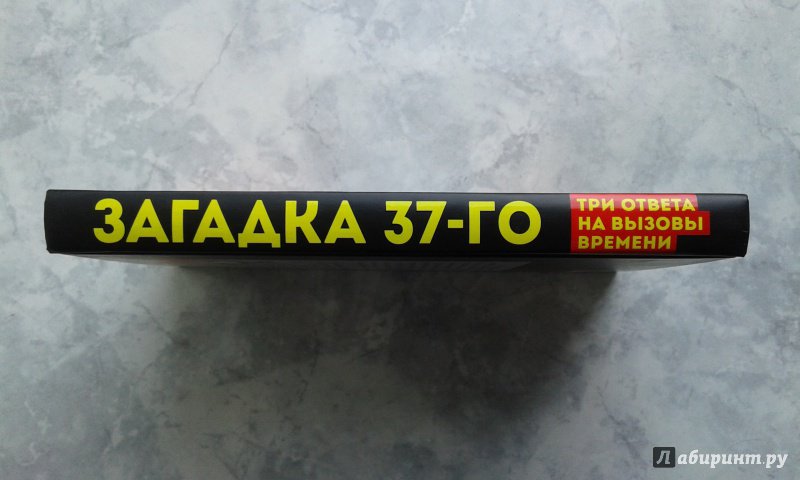 ЗАГАДКА 37-ГО
ТРИ ОТВЕТА
НА ВЫЗОВЫ
ВРЕМЕНИ
Лабиринт.ру